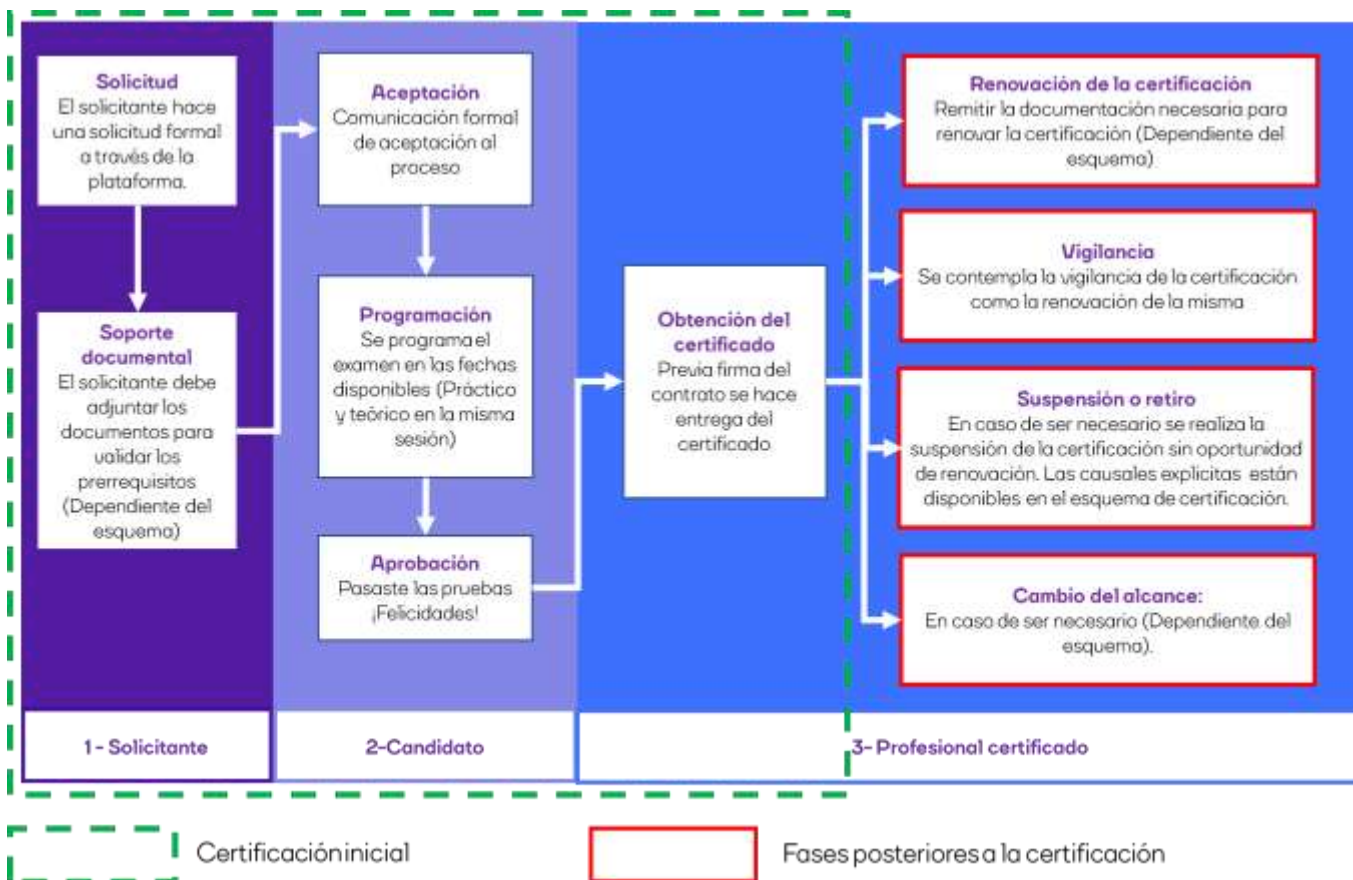 Solicitud
El solicitante hace
una solicitud formal
a través de la
plataforma.
Soporte
documental
El solicitante debe
adjuntar los
documentos para
validar los
prerrequisitos
(Dependiente del
esquema)
1 - Solicitante
Aceptación
Comunicación formal
de aceptación al
proceso
Programación
Se programa el
examen en las fechas
disponibles (Práctico
y teórico en la misma
sesión)
Aprobación
Pasaste las pruebas
¡Felicidades!
2-Candidato
Obtención del
certificado
Previa firma del
contrato se hace
entrega del
certificado
Renovación de la certificación
Remitir la documentación necesaria para
renovar la certificación (Dependiente del
esquema)
Vigilancia
Se contempla la vigilancia de la certificación
como la renovación de la misma
Suspensión o retiro
En caso de ser necesario se realiza la
suspensión de la certificación sin oportunidad
de renovación. Las causales explicitas están
disponibles en el esquema de certificación.
Cambio del alcance:
En caso de ser necesario (Dependiente del
esquema).
3- Profesional certificado
Certificación inicial
Fases posteriores a la certificación